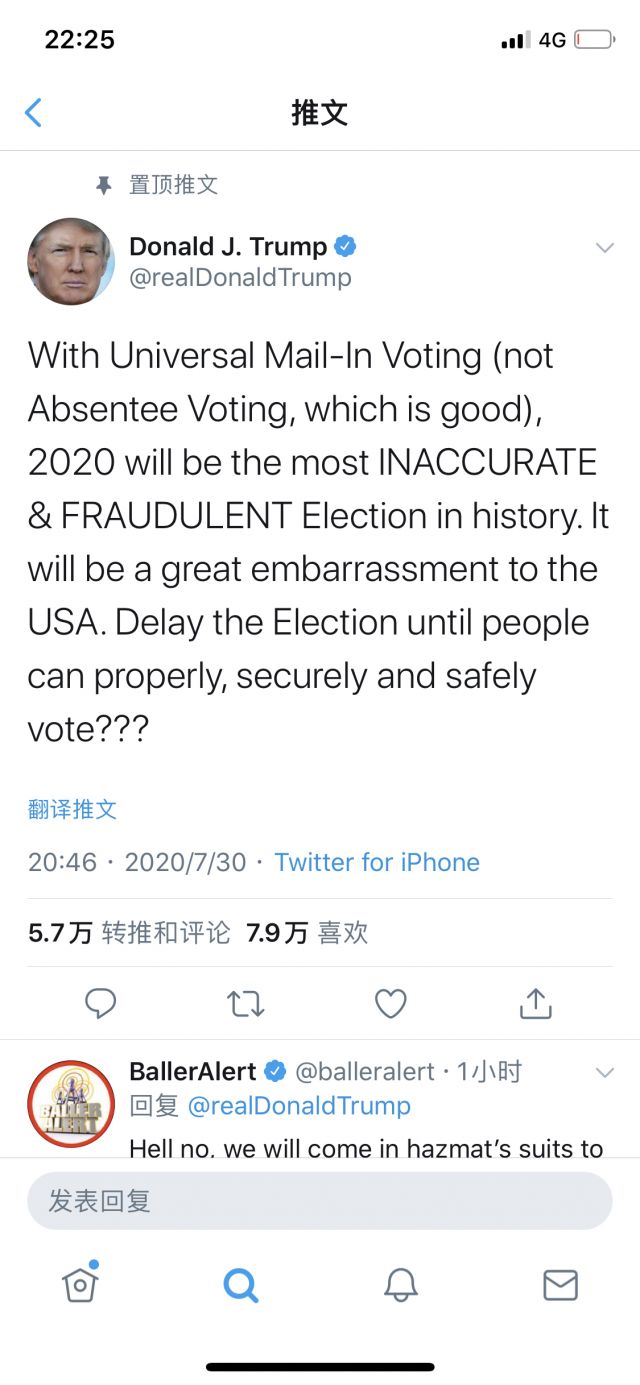 22:25
4G
推文
置顶推文
Donald J. Trump
@realDonaldTrump
With Universal Mail-In Voting (not
Absentee Voting, which is good),
2020 will be the most INACCURATE
& FRAUDULENT Election in history. It
will be a great embarrassment to the
USA. Delay the Election until people
can properly, securely and safely
vote???
翻译推文
20:46 · 2020/7/30 · Twitter for iPhone
5.7万 转推和评论 7.9万 喜欢
BallerAlert @balleralert · 1小时
回复 @realDonaldTrump
BALLER
ALERT
Hell no, we will come in hazmat's suits to
发表回复